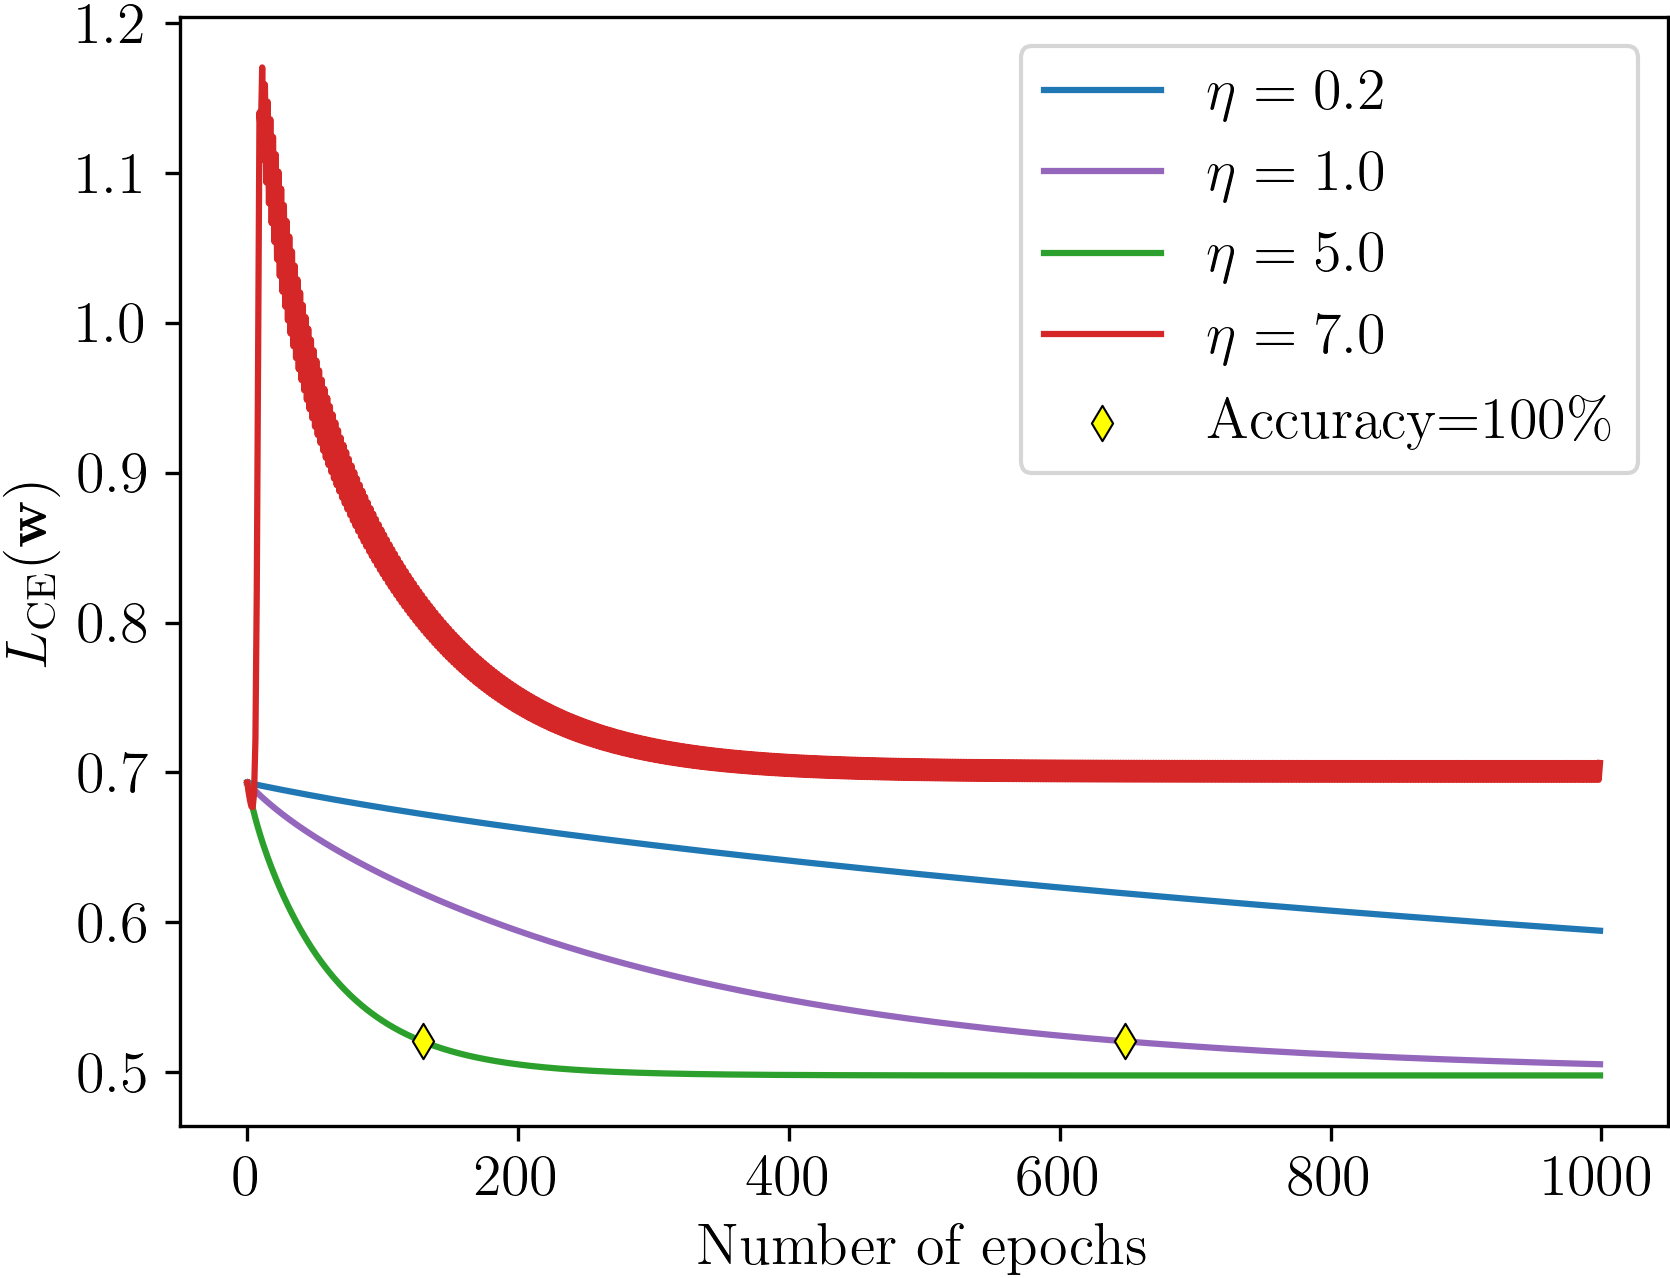 1.2
1.1
1.0
0.9
0.8
0.7
0.6
0.5
L_CE(w)
η = 0.2
η = 1.0
η = 5.0
η = 7.0
Accuracy=100%
0 200 400 600 800 1000
Number of epochs